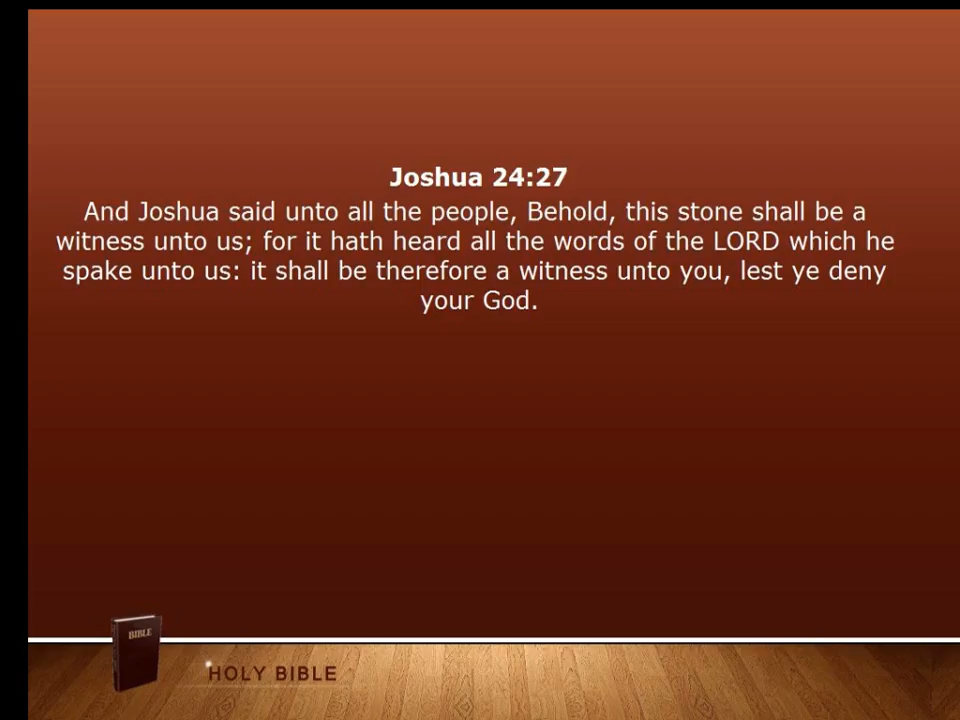 Joshua 24:27
And Joshua said unto all the people, Behold, this stone shall be a
witness unto us; for it hath heard all the words of the LORD which he
spake unto us: it shall be therefore a witness unto you, lest ye deny
your God.
BIBLE
HOLY BIBLE